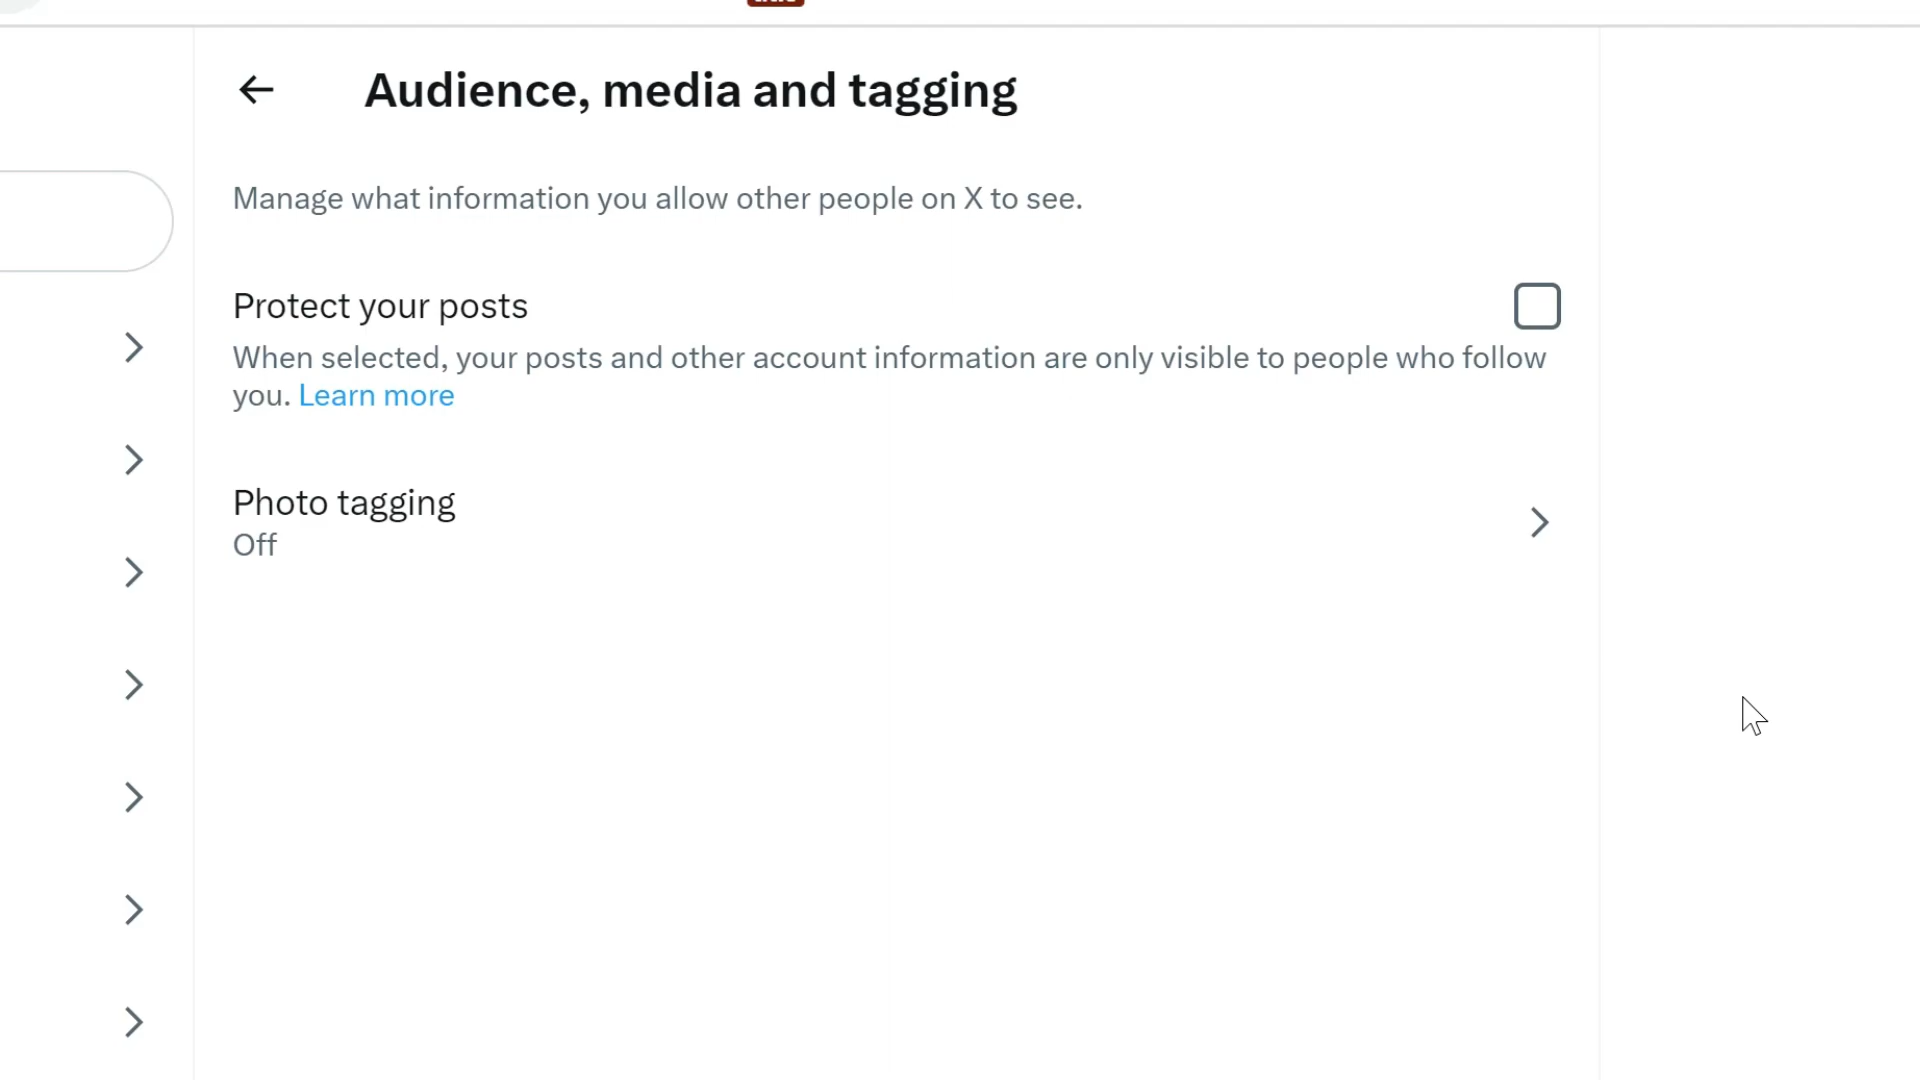 Audience, media and tagging
Manage what information you allow other people on X to see.
Protect your posts
When selected, your posts and other account information are only visible to people who follow
you. Learn more
Photo tagging
Off